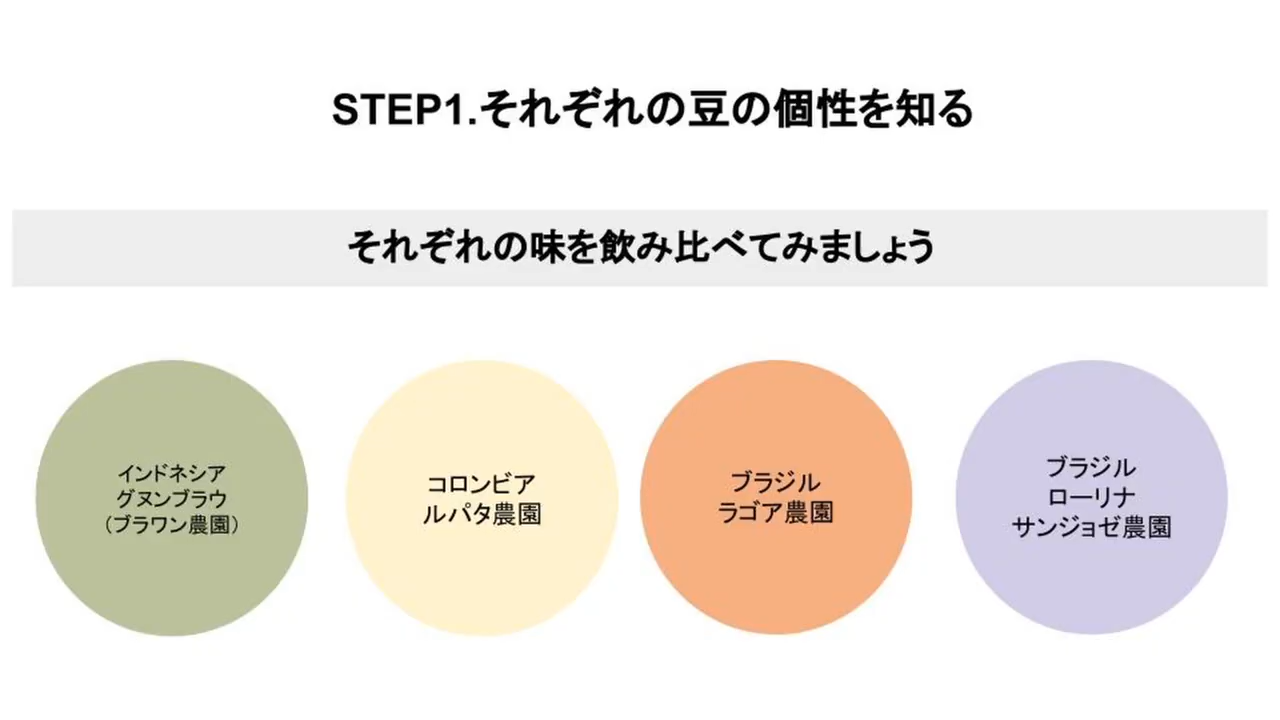 STEP1.それぞれの豆の個性を知る
それぞれの味を飲み比べてみましょう
インドネシア
グヌンブラウ
（ブラワン農園）
コロンビア
ルパタ農園
ブラジル
ラゴア農園
ブラジル
ローリナ
サンジョゼ農園